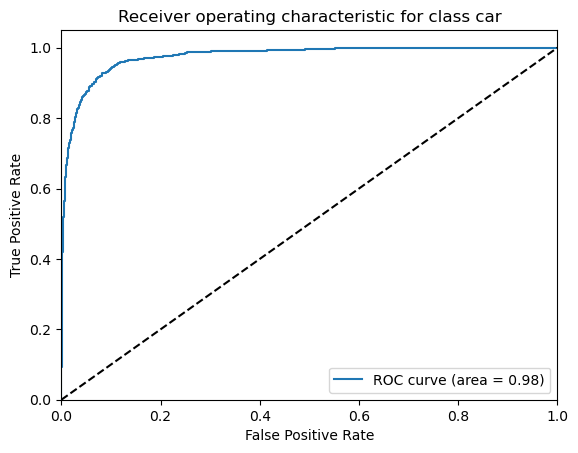 Receiver operating characteristic for class car
True Positive Rate
1.0
0.8
0.6
0.4
0.2
0.0
ROC curve (area = 0.98)
0.0 0.2 0.4 0.6 0.8 1.0
False Positive Rate